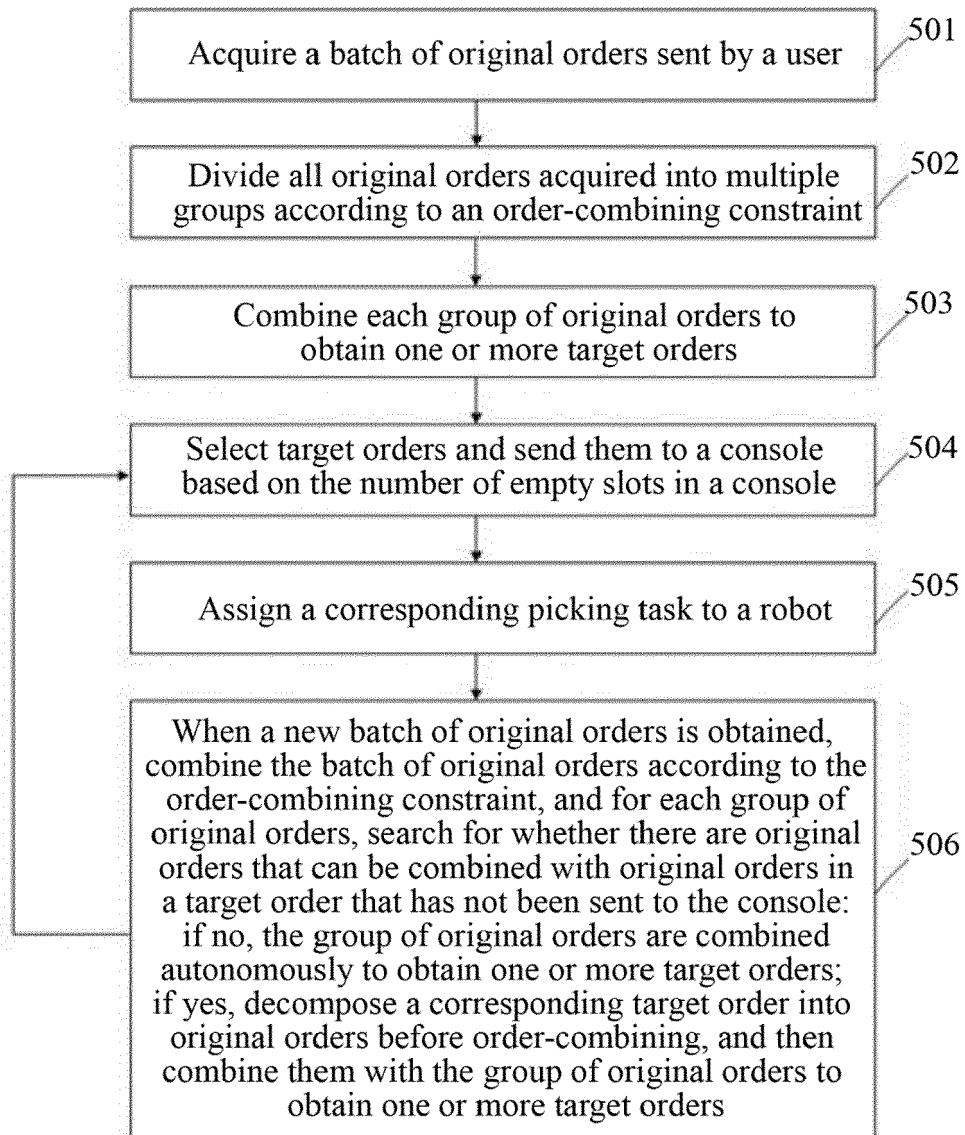 Acquire a batch of original orders sent by a user
501
Divide all original orders acquired into multiple
groups according to an order-combining constraint
502
Combine each group of original orders to
obtain one or more target orders
503
Select target orders and send them to a console
based on the number of empty slots in a console
504
Assign a corresponding picking task to a robot
505
When a new batch of original orders is obtained,
combine the batch of original orders according to the
order-combining constraint, and for each group of
original orders, search for whether there are original
orders that can be combined with original orders in
a target order that has not been sent to the console:
if no, the group of original orders are combined
autonomously to obtain one or more target orders;
if yes, decompose a corresponding target order into
original orders before order-combining, and then
combine them with the group of original orders to
obtain one or more target orders
506